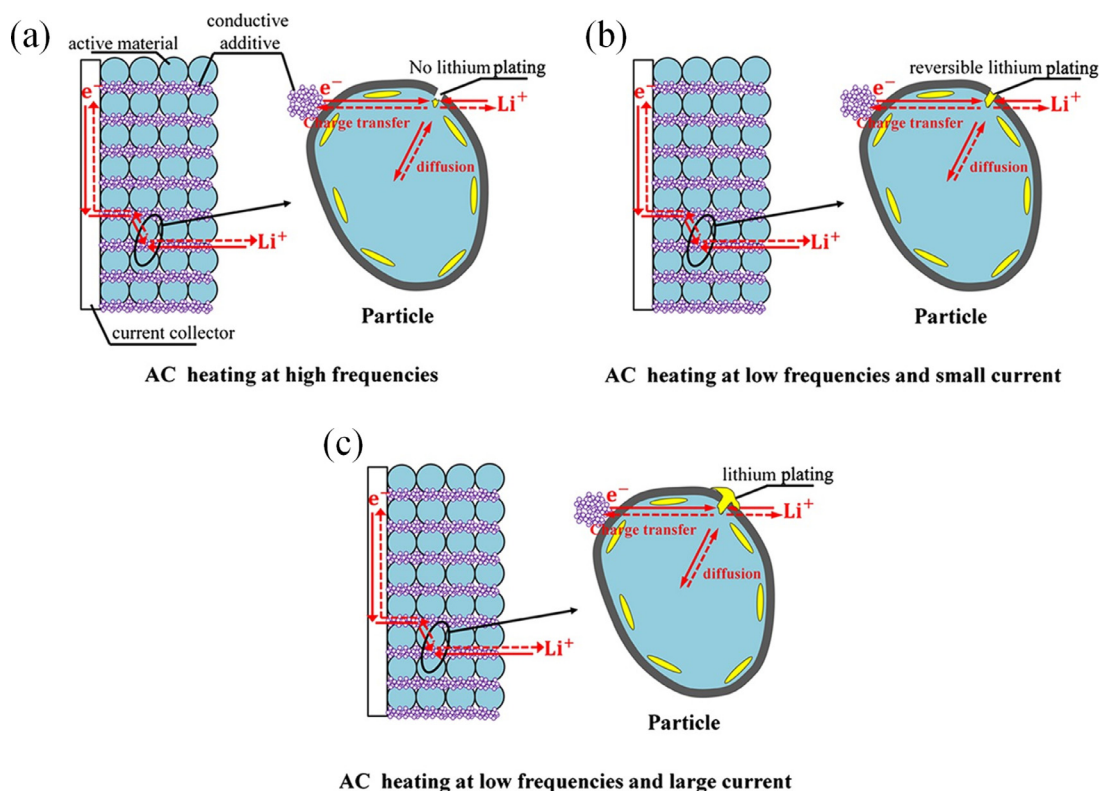 (a)
active material
conductive
additive
No lithium plating
e⁻
e⁻
Li⁺
Charge transfer
diffusion
Li⁺
Particle
current collector
AC heating at high frequencies
(b)
reversible lithium plating
e⁻
e⁻
Li⁺
Charge transfer
diffusion
Li⁺
Particle
AC heating at low frequencies and small current
(c)
lithium plating
e⁻
e⁻
Li⁺
Charge transfer
diffusion
Li⁺
Particle
AC heating at low frequencies and large current